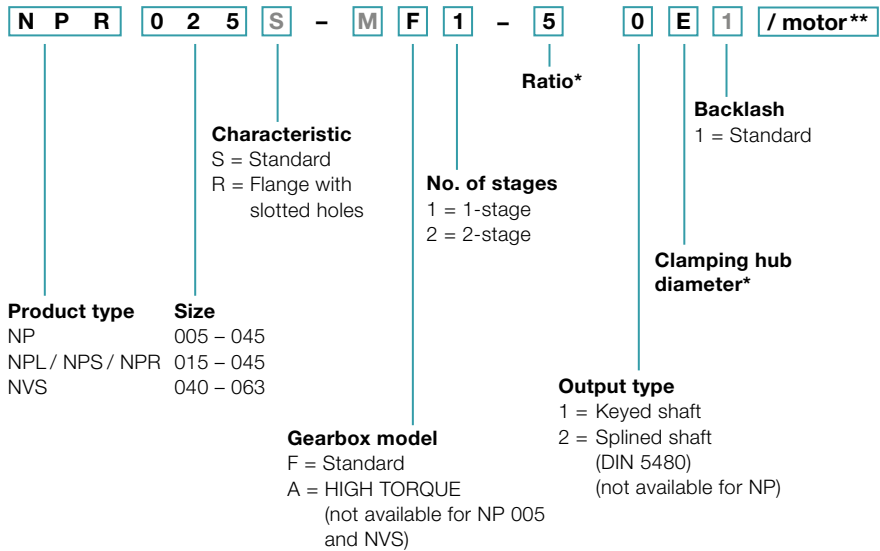 N P R 0 2 5 S – M F 1 – 5 0 E 1 / motor**
Ratio*
Backlash
1 = Standard
Characteristic
S = Standard
R = Flange with
slotted holes
No. of stages
1 = 1-stage
2 = 2-stage
Clamping hub
diameter*
Product type Size
NP 005 – 045
NPL / NPS / NPR 015 – 045
NVS 040 – 063
Output type
1 = Keyed shaft
2 = Splined shaft
(DIN 5480)
(not available for NP)
Gearbox model
F = Standard
A = HIGH TORQUE
(not available for NP 005
and NVS)